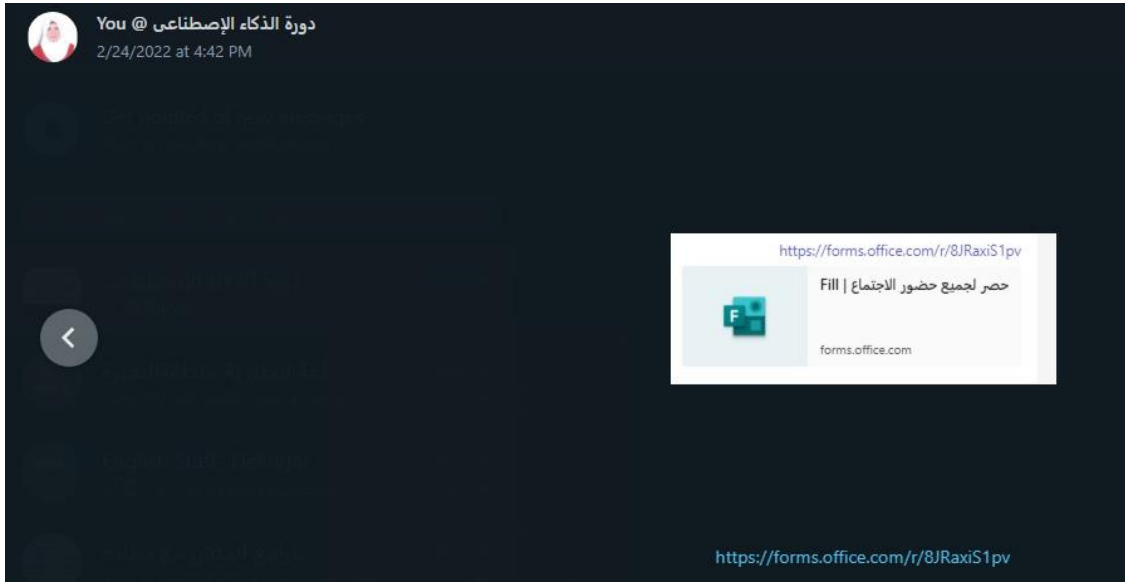 You @ دورة الذكاء الإصطناعى
2/24/2022 at 4:42 PM
https://forms.office.com/r/8JRaxiS1pv
حصر لجميع حضور الاجتماع | Fill
forms.office.com
https://forms.office.com/r/8JRaxiS1pv